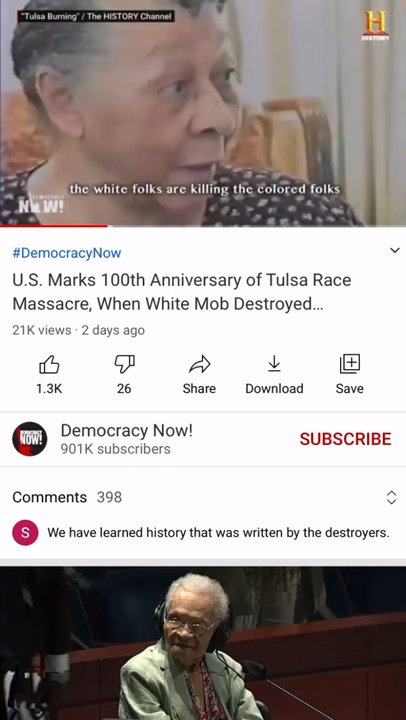 "Tulsa Burning" / The HISTORY Channel
H
HISTORY
the white folks are killing the colored folks
DEMOCRACY
NOW!
#DemocracyNow
U.S. Marks 100th Anniversary of Tulsa Race
Massacre, When White Mob Destroyed...
21K views · 2 days ago
1.3K
26
Share
Download
Save
DEMOCRACY
NOW!
Democracy Now!
901K subscribers
SUBSCRIBE
Comments 398
S
We have learned history that was written by the destroyers.